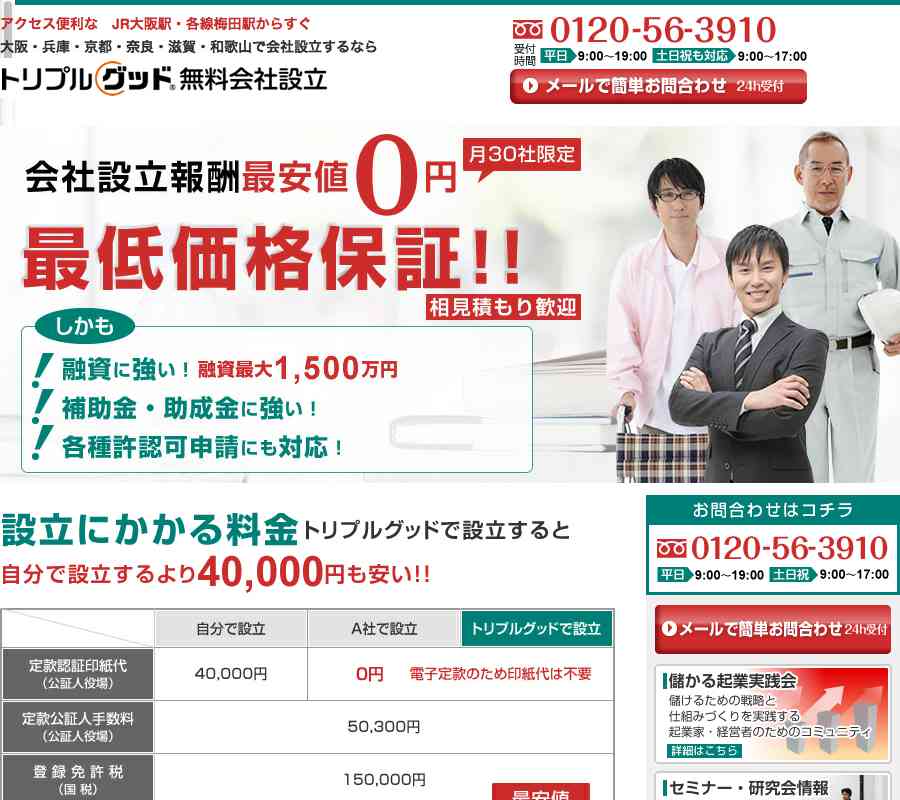 アクセス便利な　JR大阪駅・各線梅田駅からすぐ
大阪・兵庫・京都・奈良・滋賀・和歌山で会社設立するなら
トリプルグッド® 無料会社設立
0120-56-3910
受付時間 平日 9:00～19:00 土日祝も対応 9:00～17:00
メールで簡単お問合わせ 24h受付
会社設立報酬最安値0円 月30社限定
最低価格保証!!
相見積もり歓迎
しかも
! 融資に強い！融資最大1,500万円
! 補助金・助成金に強い！
! 各種許認可申請にも対応！
設立にかかる料金 トリプルグッドで設立すると
自分で設立するより40,000円も安い!!
自分で設立 A社で設立 トリプルグッドで設立
定款認証印紙代
（公証人役場）
40,000円 0円 電子定款のため印紙代は不要
定款公証人手数料
（公証人役場）
50,300円
登録免許税
（国税）
150,000円
最安値
お問合わせはコチラ
0120-56-3910
平日 9:00～19:00 土日祝 9:00～17:00
メールで簡単お問合わせ 24h受付
儲かる起業実践会
儲けるための戦略と
仕組みづくりを実践する
起業家・経営者のためのコミュニティ
詳細はこちら
セミナー・研究会情報